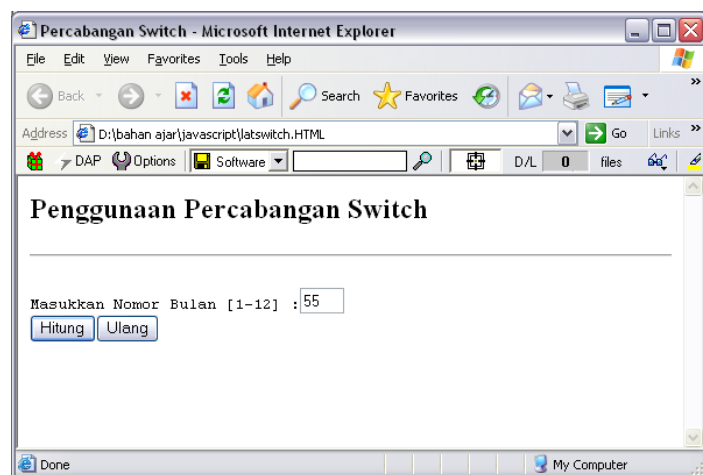 Percabangan Switch - Microsoft Internet Explorer
File Edit View Favorites Tools Help
Back Search Favorites »
Address D:\bahan ajar\javascript\latswitch.HTML Go Links »
DAP Options Software D/L 0 files
Penggunaan Percabangan Switch
Masukkan Nomor Bulan [1-12] :55
Hitung Ulang
Done My Computer